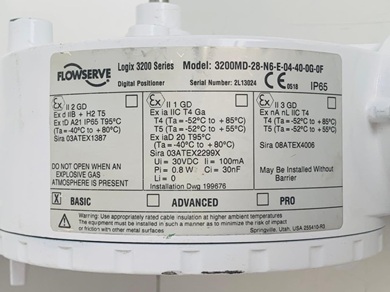 FLOWSERVE
Logix 3200 Series Model: 3200MD-28-N6-E-04-40-0G-0F
Digital Positioner Serial Number: 2L13024 CE 0518 IP65
Ex II 2 GD
Ex d IIB + H2 T5
Ex tD A21 IP65 T95°C
(Ta=-40°C to +80°C)
Sira 03ATEX1387
DO NOT OPEN WHEN AN
EXPLOSIVE GAS
ATMOSPHERE IS PRESENT
Ex II 1 GD
Ex ia IIC T4 Ga
T4 (Ta = -52°C to + 85°C)
T5 (Ta = -52°C to + 55°C)
Ex iaD 20 T95°C
(Ta = -40°C to + 80°C)
Sira 03ATEX2299X
Ui = 30VDC Ii = 100mA
Pi = 0.8 W Ci = 30nF
Li = 0
Installation Dwg 199676
Ex II 3 GD
Ex nA nL IIC T4
T4 (Ta = -52°C to + 85°C)
T5 (Ta = -52°C to + 55°C)
Sira 08ATEX4006
May Be Installed Without
Barrier
X BASIC ADVANCED PRO
Warning: Use appropriately rated cable insulation at higher ambient temperatures
The equipment must be installed in such a manner as to minimize the risk of impact
or friction with other metal surfaces Springville, Utah, USA